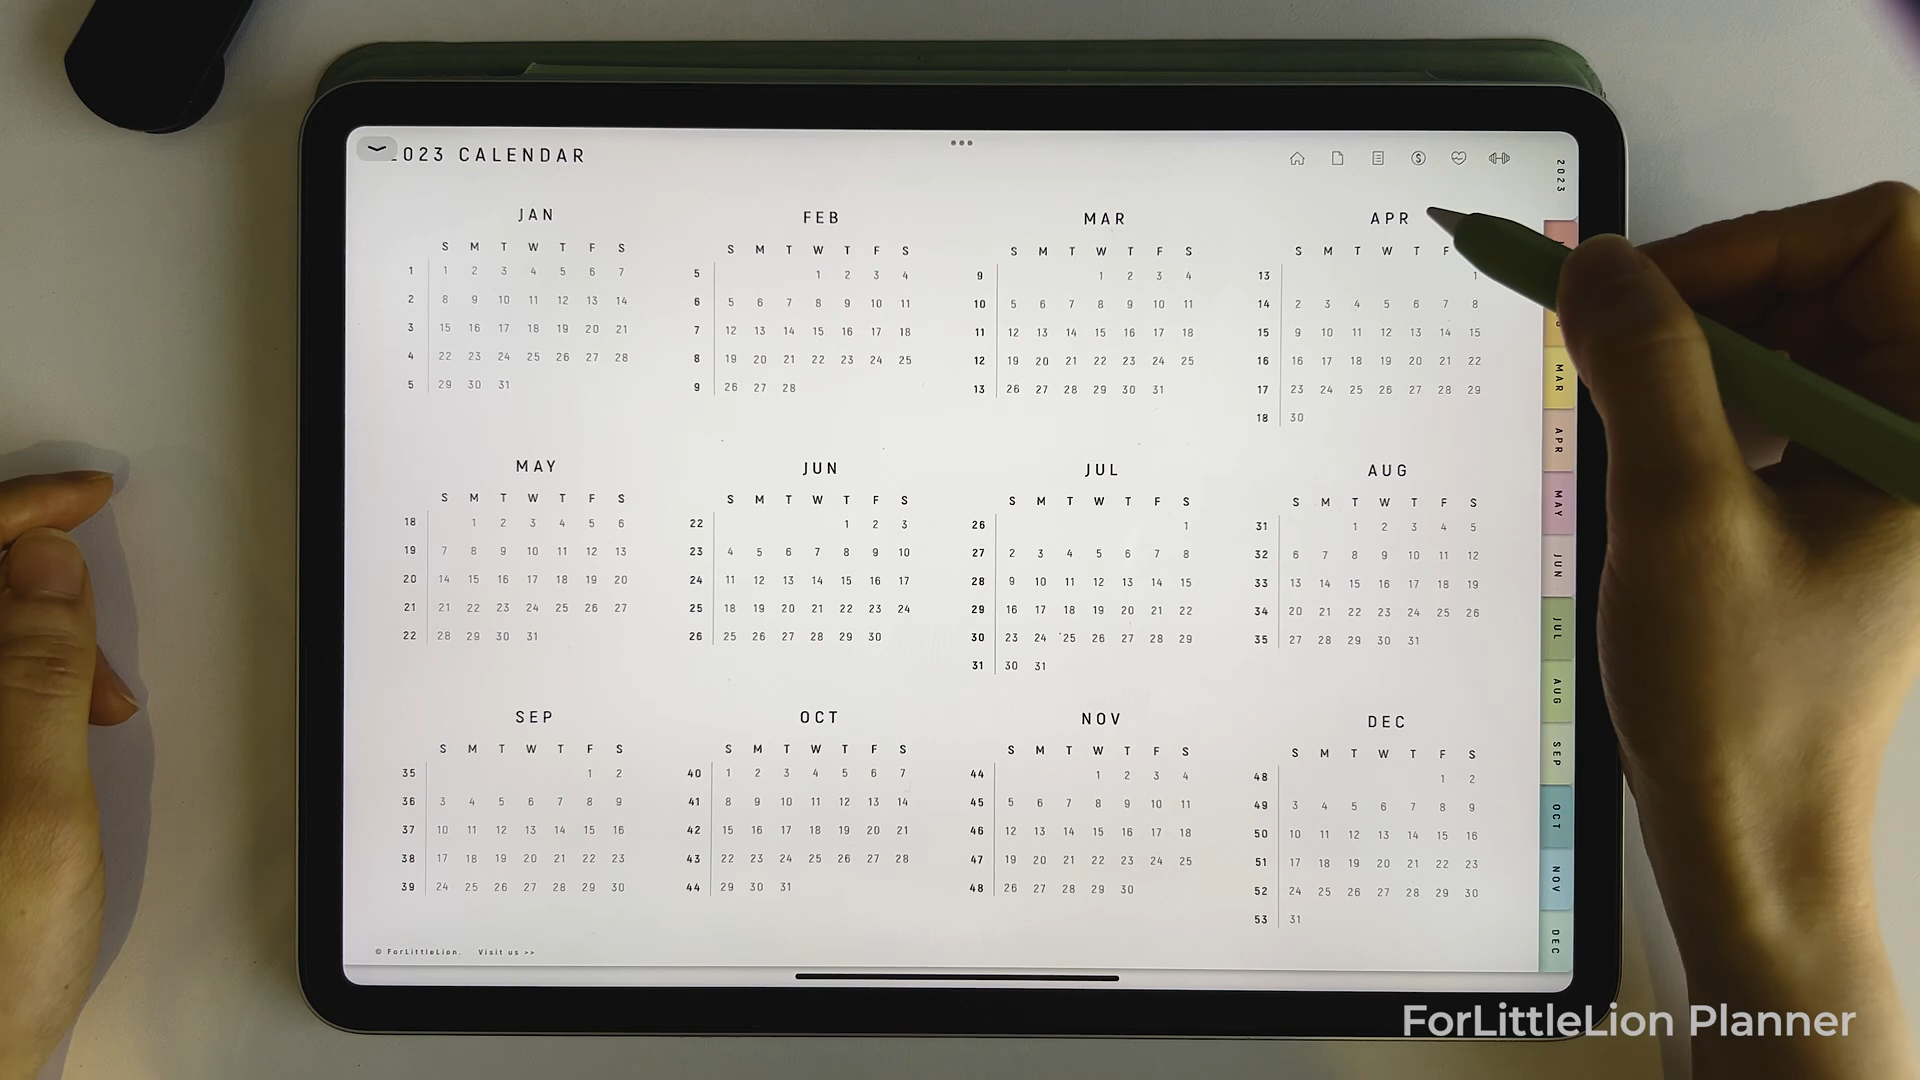 2023 CALENDAR
2023
JAN
S M T W T F S
1 1 2 3 4 5 6 7
2 8 9 10 11 12 13 14
3 15 16 17 18 19 20 21
4 22 23 24 25 26 27 28
5 29 30 31
FEB
S M T W T F S
5 1 2 3 4
6 5 6 7 8 9 10 11
7 12 13 14 15 16 17 18
8 19 20 21 22 23 24 25
9 26 27 28
MAR
S M T W T F S
9 1 2 3 4
10 5 6 7 8 9 10 11
11 12 13 14 15 16 17 18
12 19 20 21 22 23 24 25
13 26 27 28 29 30 31
APR
S M T W T F
13 1
14 2 3 4 5 6 7 8
15 9 10 11 12 13 14 15
16 16 17 18 19 20 21 22
17 23 24 25 26 27 28 29
18 30
MAY
S M T W T F S
18 1 2 3 4 5 6
19 7 8 9 10 11 12 13
20 14 15 16 17 18 19 20
21 21 22 23 24 25 26 27
22 28 29 30 31
JUN
S M T W T F S
22 1 2 3
23 4 5 6 7 8 9 10
24 11 12 13 14 15 16 17
25 18 19 20 21 22 23 24
26 25 26 27 28 29 30
JUL
S M T W T F S
26 1
27 2 3 4 5 6 7 8
28 9 10 11 12 13 14 15
29 16 17 18 19 20 21 22
30 23 24 25 26 27 28 29
31 30 31
AUG
S M T W T F S
31 1 2 3 4 5
32 6 7 8 9 10 11 12
33 13 14 15 16 17 18 19
34 20 21 22 23 24 25 26
35 27 28 29 30 31
SEP
S M T W T F S
35 1 2
36 3 4 5 6 7 8 9
37 10 11 12 13 14 15 16
38 17 18 19 20 21 22 23
39 24 25 26 27 28 29 30
OCT
S M T W T F S
40 1 2 3 4 5 6 7
41 8 9 10 11 12 13 14
42 15 16 17 18 19 20 21
43 22 23 24 25 26 27 28
44 29 30 31
NOV
S M T W T F S
44 1 2 3 4
45 5 6 7 8 9 10 11
46 12 13 14 15 16 17 18
47 19 20 21 22 23 24 25
48 26 27 28 29 30
DEC
S M T W T F S
48 1 2
49 3 4 5 6 7 8 9
50 10 11 12 13 14 15 16
51 17 18 19 20 21 22 23
52 24 25 26 27 28 29 30
53 31
MAR
APR
MAY
JUN
JUL
AUG
SEP
OCT
NOV
DEC
© ForLittleLion. Visit us >>
ForLittleLion Planner